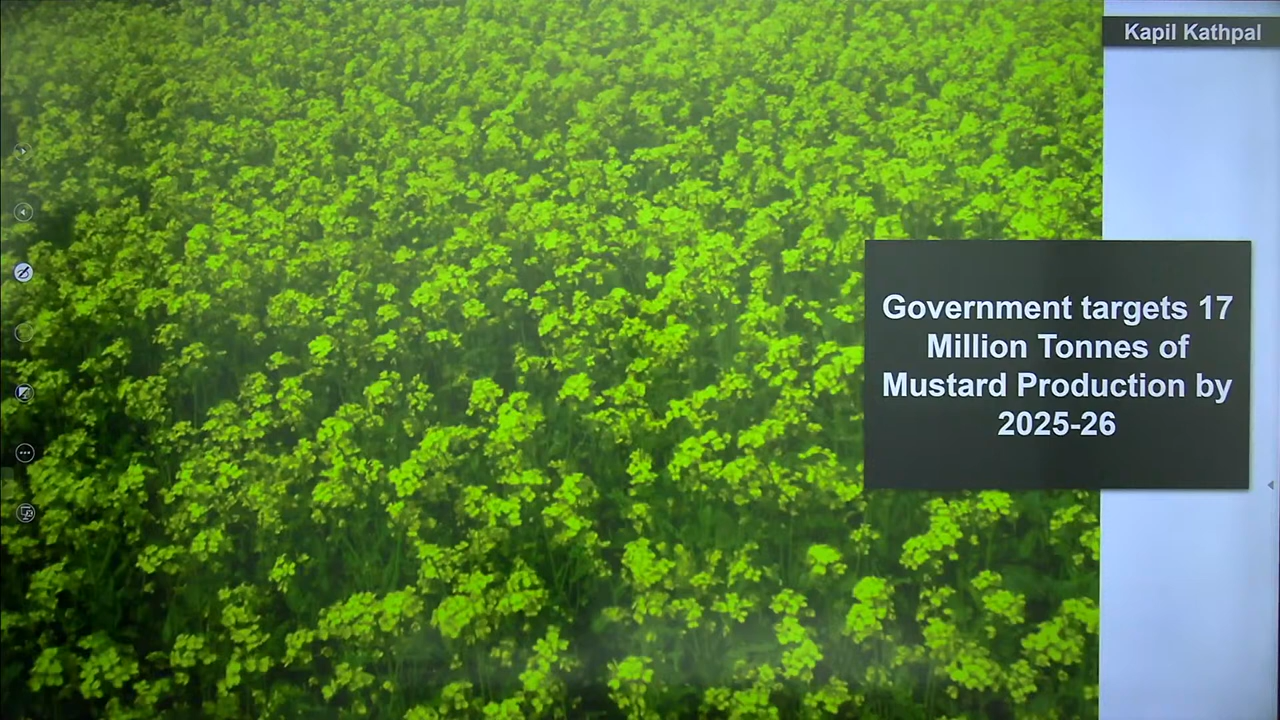 Kapil Kathpal
Government targets 17
Million Tonnes of
Mustard Production by
2025-26